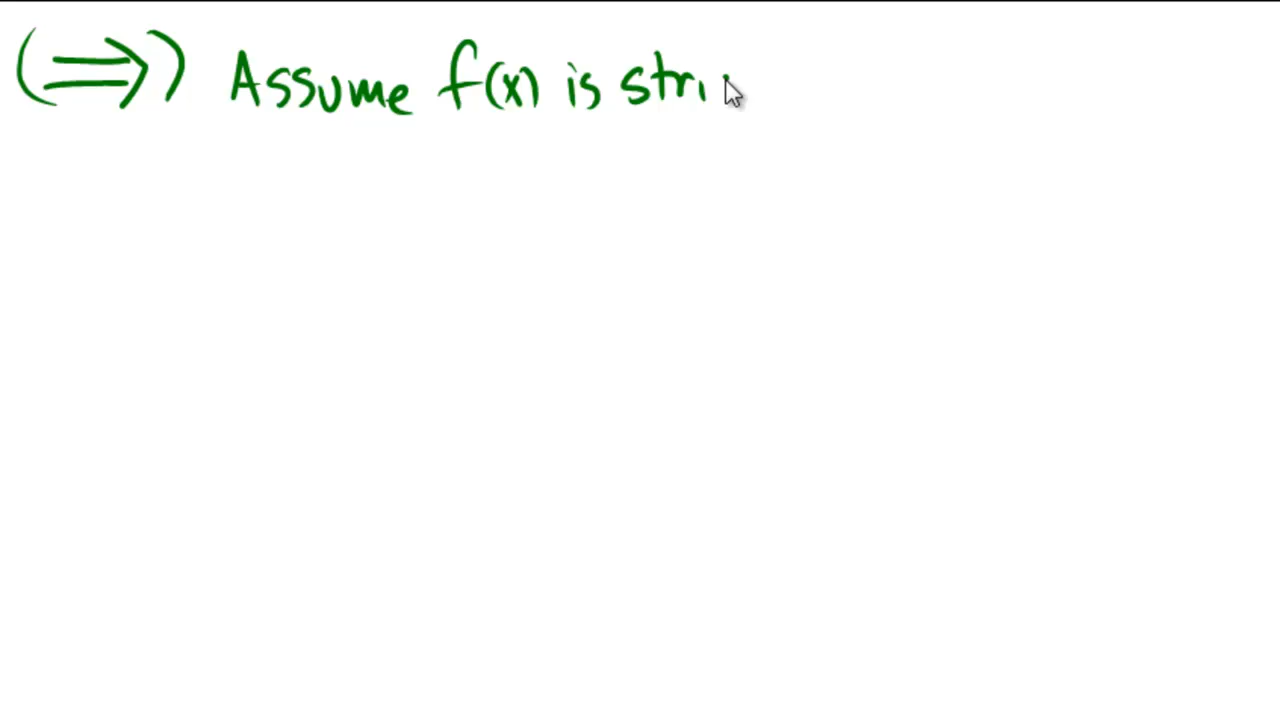 (⟹) Assume f(x) is stri